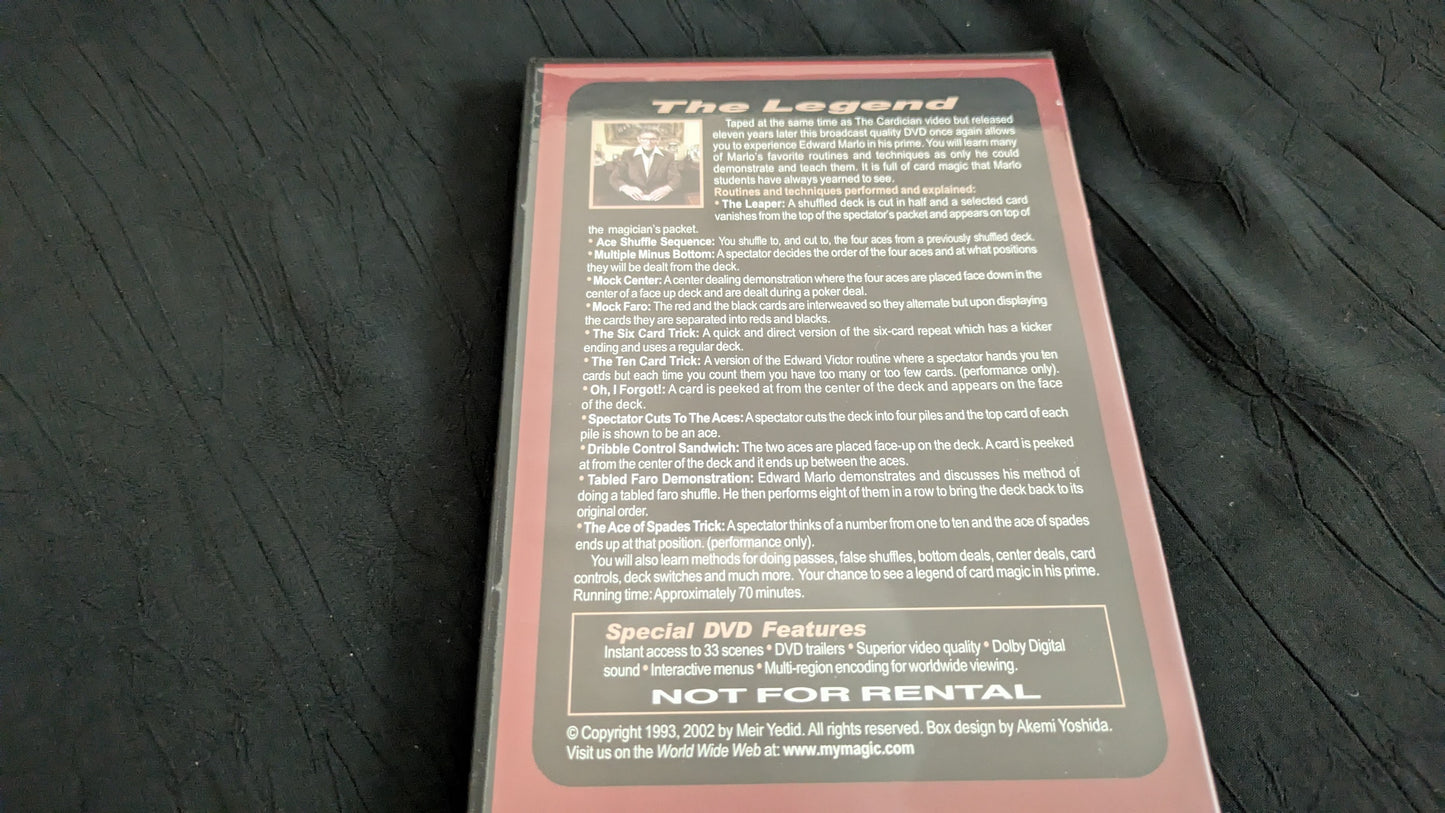 The Legend
Taped at the same time as The Cardician video but released
eleven years later this broadcast quality DVD once again allows
you to experience Edward Marlo in his prime. You will learn many
of Marlo's favorite routines and techniques as only he could
demonstrate and teach them. It is full of card magic that Marlo
students have always yearned to see.
Routines and techniques performed and explained:
• The Leaper: A shuffled deck is cut in half and a selected card
vanishes from the top of the spectator's packet and appears on top of
the magician's packet.
• Ace Shuffle Sequence: You shuffle to, and cut to, the four aces from a previously shuffled deck.
• Multiple Minus Bottom: A spectator decides the order of the four aces and at what positions
they will be dealt from the deck.
• Mock Center: A center dealing demonstration where the four aces are placed face down in the
center of a face up deck and are dealt during a poker deal.
• Mock Faro: The red and the black cards are interweaved so they alternate but upon displaying
the cards they are separated into reds and blacks.
• The Six Card Trick: A quick and direct version of the six-card repeat which has a kicker
ending and uses a regular deck.
• The Ten Card Trick: A version of the Edward Victor routine where a spectator hands you ten
cards but each time you count them you have too many or too few cards. (performance only).
• Oh, I Forgot!: A card is peeked at from the center of the deck and appears on the face
of the deck.
• Spectator Cuts To The Aces: A spectator cuts the deck into four piles and the top card of each
pile is shown to be an ace.
• Dribble Control Sandwich: The two aces are placed face-up on the deck. A card is peeked
at from the center of the deck and it ends up between the aces.
• Tabled Faro Demonstration: Edward Marlo demonstrates and discusses his method of
doing a tabled faro shuffle. He then performs eight of them in a row to bring the deck back to its
original order.
• The Ace of Spades Trick: A spectator thinks of a number from one to ten and the ace of spades
ends up at that position. (performance only).
You will also learn methods for doing passes, false shuffles, bottom deals, center deals, card
controls, deck switches and much more. Your chance to see a legend of card magic in his prime.
Running time: Approximately 70 minutes.
Special DVD Features
Instant access to 33 scenes • DVD trailers • Superior video quality • Dolby Digital
sound • Interactive menus • Multi-region encoding for worldwide viewing.
NOT FOR RENTAL
© Copyright 1993, 2002 by Meir Yedid. All rights reserved. Box design by Akemi Yoshida.
Visit us on the World Wide Web at: www.mymagic.com